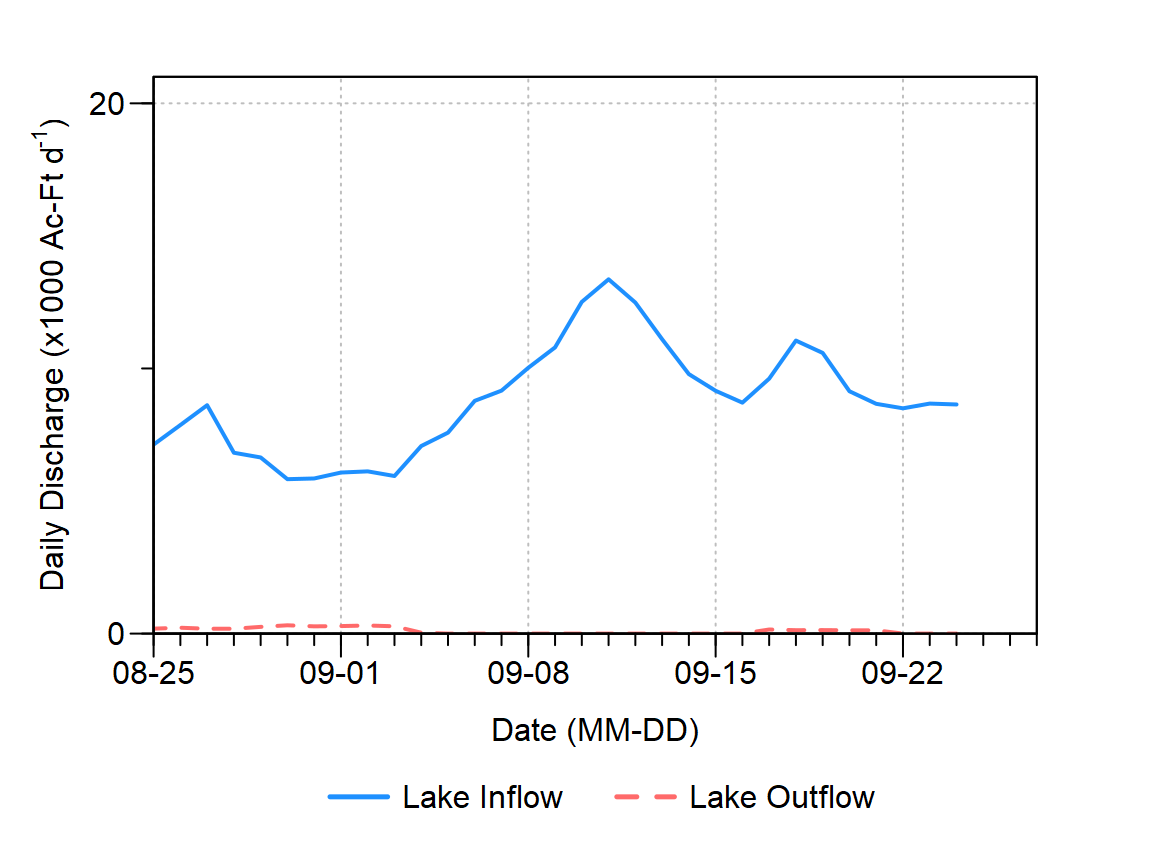 Daily Discharge (x1000 Ac-Ft d⁻¹)
20
0
08-25 09-01 09-08 09-15 09-22
Date (MM-DD)
Lake Inflow Lake Outflow